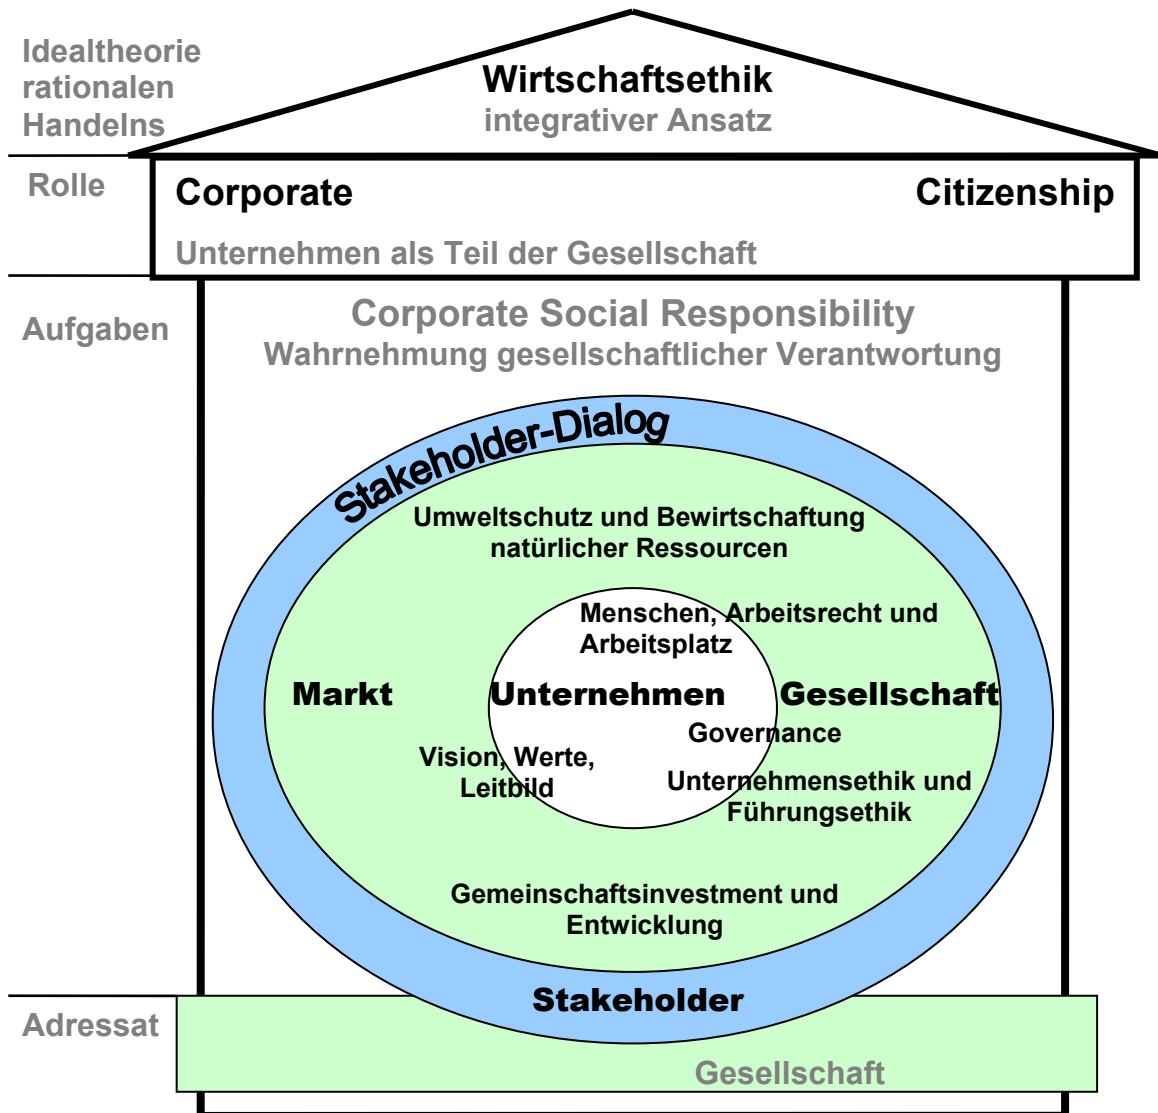 Idealtheorie
rationalen
Handelns
Wirtschaftsethik
integrativer Ansatz
Rolle
Corporate Citizenship
Unternehmen als Teil der Gesellschaft
Aufgaben
Corporate Social Responsibility
Wahrnehmung gesellschaftlicher Verantwortung
Stakeholder-Dialog
Umweltschutz und Bewirtschaftung
natürlicher Ressourcen
Menschen, Arbeitsrecht und
Arbeitsplatz
Markt Unternehmen Gesellschaft
Governance
Vision, Werte,
Leitbild
Unternehmensethik und
Führungsethik
Gemeinschaftsinvestment und
Entwicklung
Stakeholder
Adressat
Gesellschaft